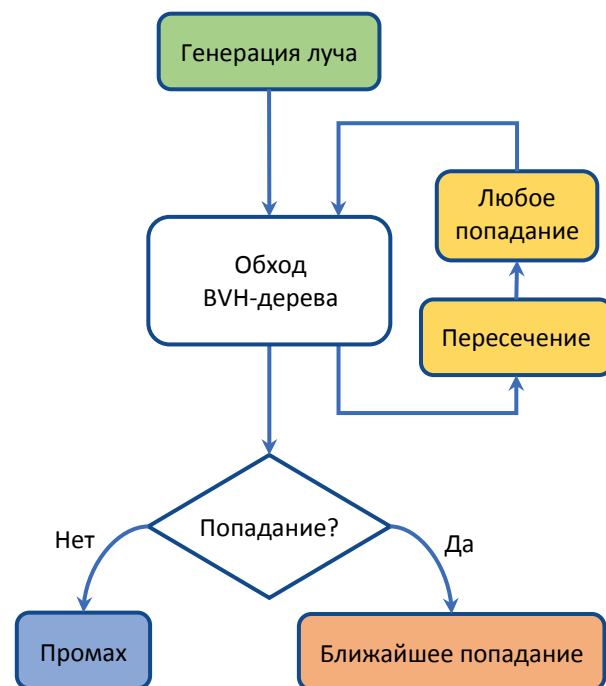 Генерация луча
Любое
попадание
Обход
BVH-дерева
Пересечение
Попадание?
Нет
Да
Промах
Ближайшее попадание